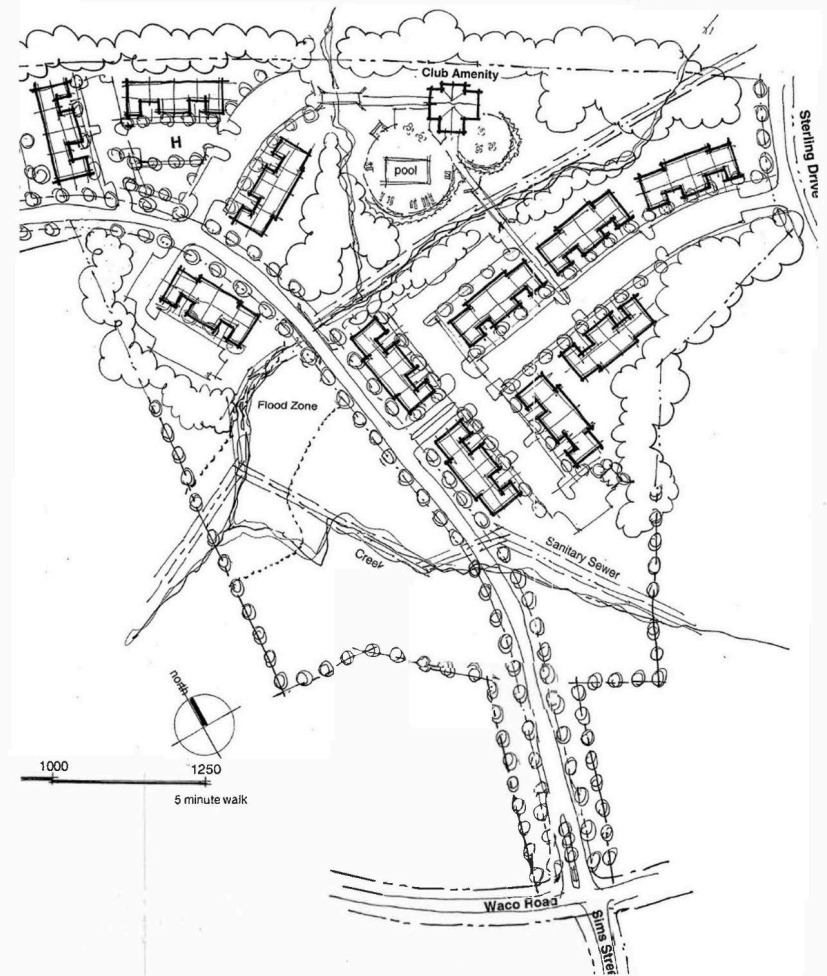 Club Amenity
Sterling Drive
H
pool
Flood Zone
Sanitary Sewer
Creek
north
1000
1250
5 minute walk
Waco Road
Sims Stree